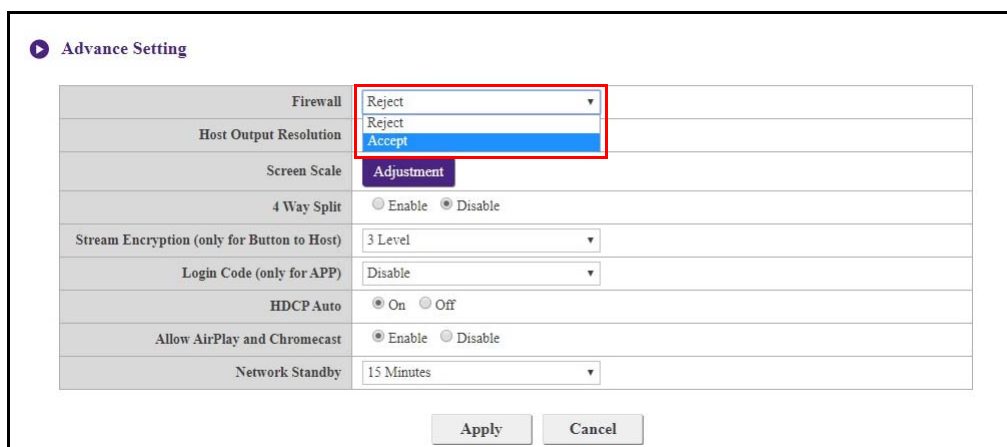 Advance Setting
Firewall Reject
Reject
Host Output Resolution
Accept
Screen Scale Adjustment
4 Way Split Enable Disable
Stream Encryption (only for Button to Host) 3 Level
Login Code (only for APP) Disable
HDCP Auto On Off
Allow AirPlay and Chromecast Enable Disable
Network Standby 15 Minutes
Apply Cancel